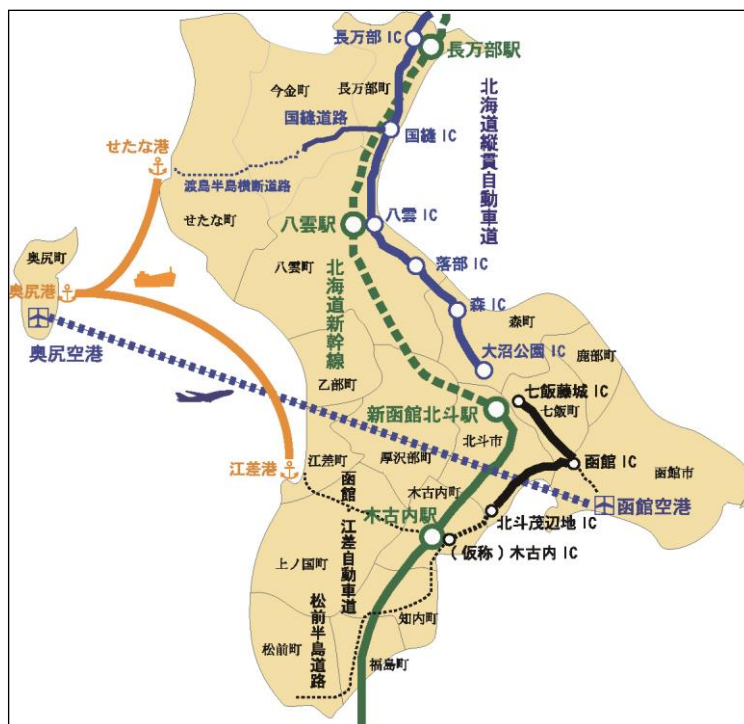 長万部 IC
長万部駅
今金町
長万部町
北海道縦貫自動車道
国縫道路
国縫 IC
せたな港
渡島半島横断道路
せたな町
八雲駅
八雲 IC
奥尻町
八雲町
落部 IC
奥尻港
北海道新幹線
森 IC
森町
奥尻空港
大沼公園 IC
鹿部町
乙部町
七飯藤城 IC
新函館北斗駅
七飯町
北斗市
江差港
江差町
厚沢部町
函館 IC
函館市
函館・江差自動車道
木古内町
函館空港
木古内駅
北斗茂辺地 IC
(仮称)木古内 IC
上ノ国町
松前半島道路
知内町
松前町
福島町